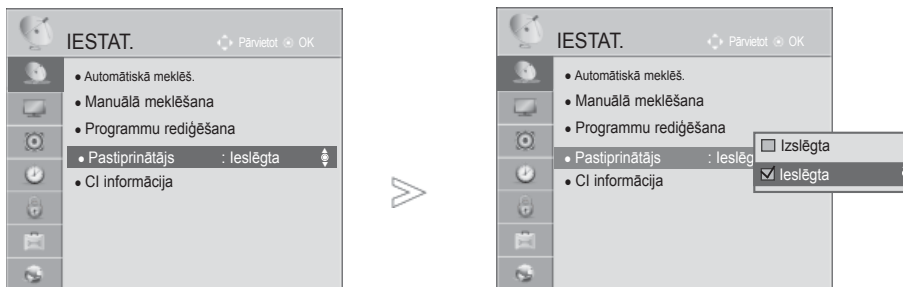 IESTAT.
Pārvietot OK
• Automātiskā meklēš.
• Manuālā meklēšana
• Programmu rediģēšana
• Pastiprinātājs : Ieslēgta
• CI informācija
IESTAT.
Pārvietot OK
• Automātiskā meklēš.
• Manuālā meklēšana
• Programmu rediģēšana
• Pastiprinātājs : Ieslēg
• CI informācija
Izslēgta
Ieslēgta